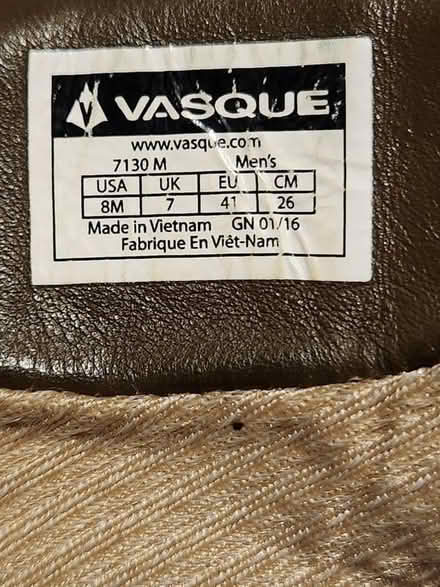 VASQUE
www.vasque.com
7130 M Men's
USA UK EU CM
8M 7 41 26
Made in Vietnam GN 01/16
Fabrique En Viêt-Nam